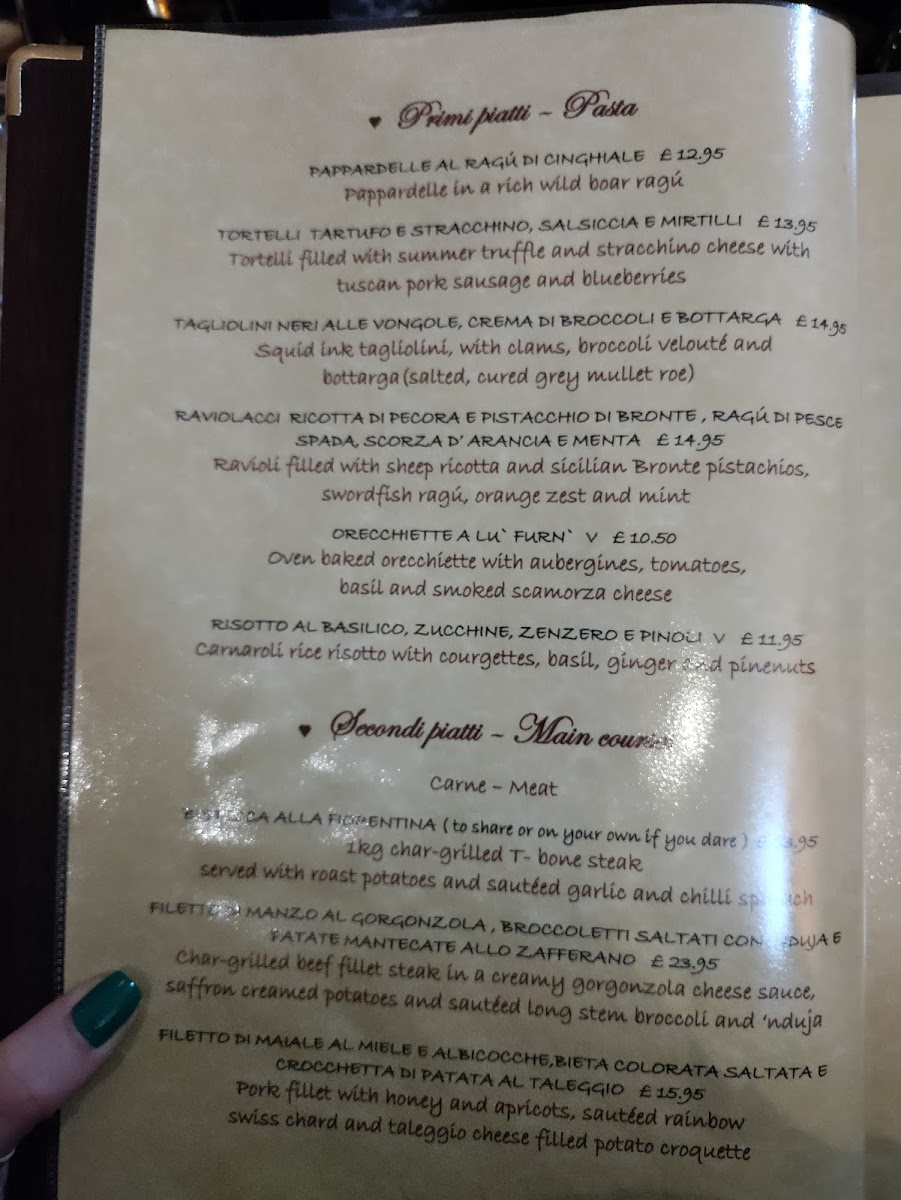 ♥ Primi piatti ~ Pasta
PAPPARDELLE AL RAGÚ DI CINGHIALE £12.95
Pappardelle in a rich wild boar ragú
TORTELLI TARTUFO E STRACCHINO, SALSICCIA E MIRTILLI £13.95
Tortelli filled with summer truffle and stracchino cheese with
tuscan pork sausage and blueberries
TAGLIOLINI NERI ALLE VONGOLE, CREMA DI BROCCOLI E BOTTARGA £14.95
Squid ink tagliolini, with clams, broccoli velouté and
bottarga (salted, cured grey mullet roe)
RAVIOLACCI RICOTTA DI PECORA E PISTACCHIO DI BRONTE, RAGÚ DI PESCE
SPADA, SCORZA D' ARANCIA E MENTA £14.95
Ravioli filled with sheep ricotta and sicilian Bronte pistachios,
swordfish ragú, orange zest and mint
ORECCHIETTE A LU` FURN` V £10.50
Oven baked orecchiette with aubergines, tomatoes,
basil and smoked scamorza cheese
RISOTTO AL BASILICO, ZUCCHINE, ZENZERO E PINOLI V £11.95
Carnaroli rice risotto with courgettes, basil, ginger and pinenuts
♥ Secondi piatti ~ Main
Carne – Meat
ALLA FIORENTINA (to share or on your own if you dare)
1kg char-grilled T- bone steak
served with roast potatoes and sautéed garlic and chilli spinach
FILETTO DI MANZO AL GORGONZOLA, BROCCOLETTI SALTATI CON E
PATATE MANTECATE ALLO ZAFFERANO £23.95
Char-grilled beef fillet steak in a creamy gorgonzola cheese sauce,
saffron creamed potatoes and sautéed long stem broccoli and 'nduja
FILETTO DI MAIALE AL MIELE E ALBICOCCHE, BIETA COLORATA SALTATA E
CROCCHETTA DI PATATA AL TALEGGIO £15.95
Pork fillet with honey and apricots, sautéed rainbow
swiss chard and taleggio cheese filled potato croquette